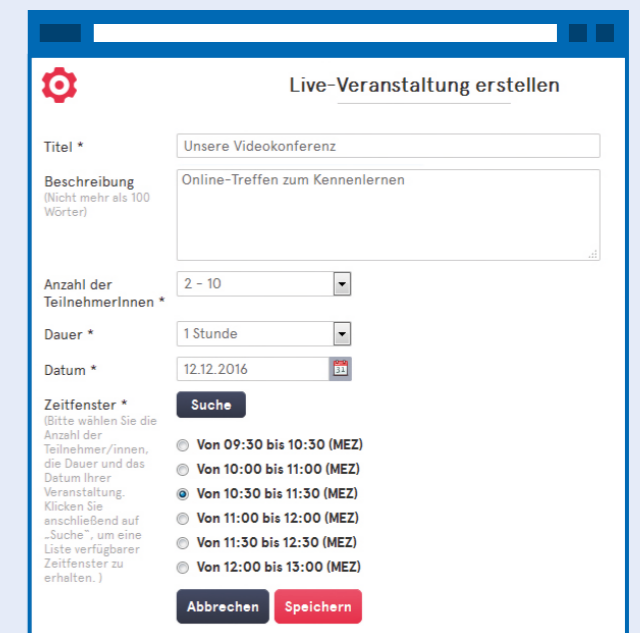 Live-Veranstaltung erstellen
Titel *
Unsere Videokonferenz
Beschreibung
(Nicht mehr als 100
Wörter)
Online-Treffen zum Kennenlernen
Anzahl der
TeilnehmerInnen *
2 - 10
Dauer *
1 Stunde
Datum *
12.12.2016
31
Zeitfenster *
(Bitte wählen Sie die
Anzahl der
Teilnehmer/innen,
die Dauer und das
Datum Ihrer
Veranstaltung.
Klicken Sie
anschließend auf
„Suche“, um eine
Liste verfügbarer
Zeitfenster zu
erhalten. )
Suche
Von 09:30 bis 10:30 (MEZ)
Von 10:00 bis 11:00 (MEZ)
Von 10:30 bis 11:30 (MEZ)
Von 11:00 bis 12:00 (MEZ)
Von 11:30 bis 12:30 (MEZ)
Von 12:00 bis 13:00 (MEZ)
Abbrechen Speichern